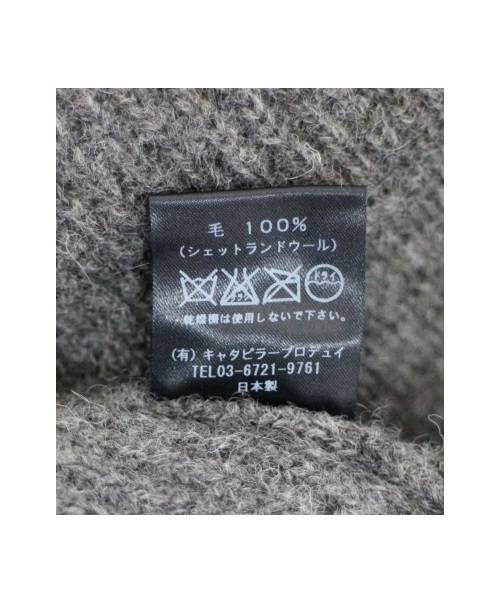 毛 100%
(シェットランドウール)
ドライ
乾燥機は使用しないで下さい。
(有) キャタピラープロデュイ
TEL03-6721-9761
日本製